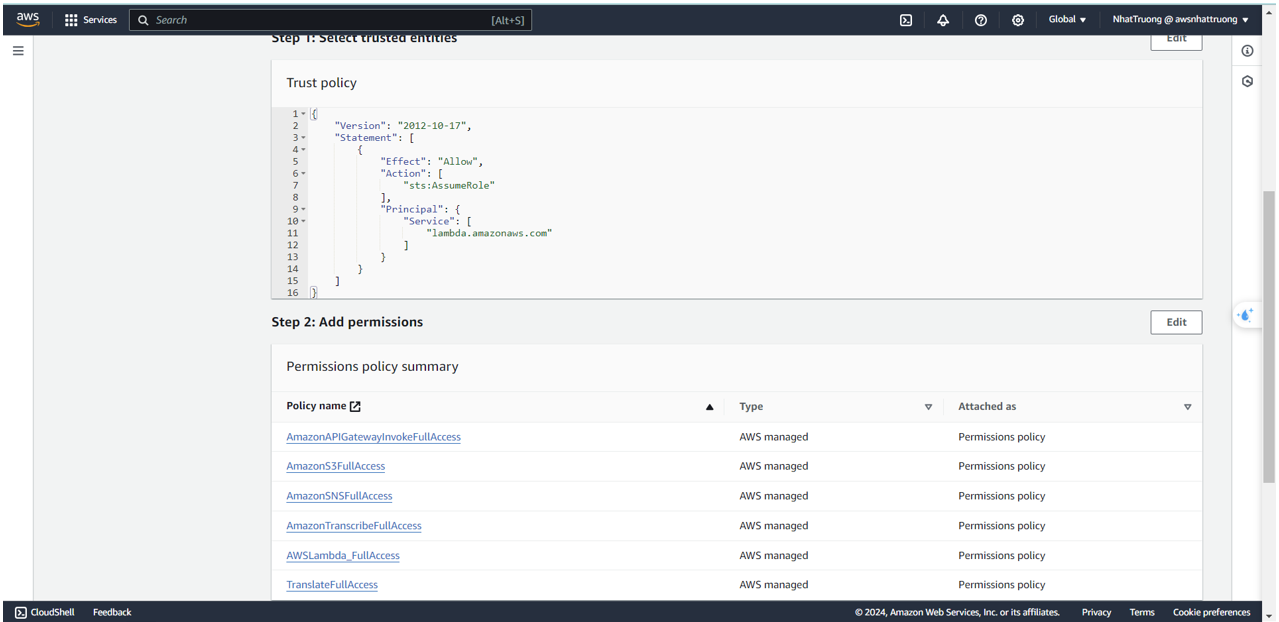 aws
Services
Search [Alt+S]
Global
NhatTruong @ awsnhattruong
Step 1: Select trusted entities
Edit
Trust policy
1 {
2 "Version": "2012-10-17",
3 "Statement": [
4 {
5 "Effect": "Allow",
6 "Action": [
7 "sts:AssumeRole"
8 ],
9 "Principal": {
10 "Service": [
11 "lambda.amazonaws.com"
12 ]
13 }
14 }
15 ]
16 }
Step 2: Add permissions
Edit
Permissions policy summary
Policy name Type Attached as
AmazonAPIGatewayInvokeFullAccess AWS managed Permissions policy
AmazonS3FullAccess AWS managed Permissions policy
AmazonSNSFullAccess AWS managed Permissions policy
AmazonTranscribeFullAccess AWS managed Permissions policy
AWSLambda_FullAccess AWS managed Permissions policy
TranslateFullAccess AWS managed Permissions policy
CloudShell Feedback © 2024, Amazon Web Services, Inc. or its affiliates. Privacy Terms Cookie preferences